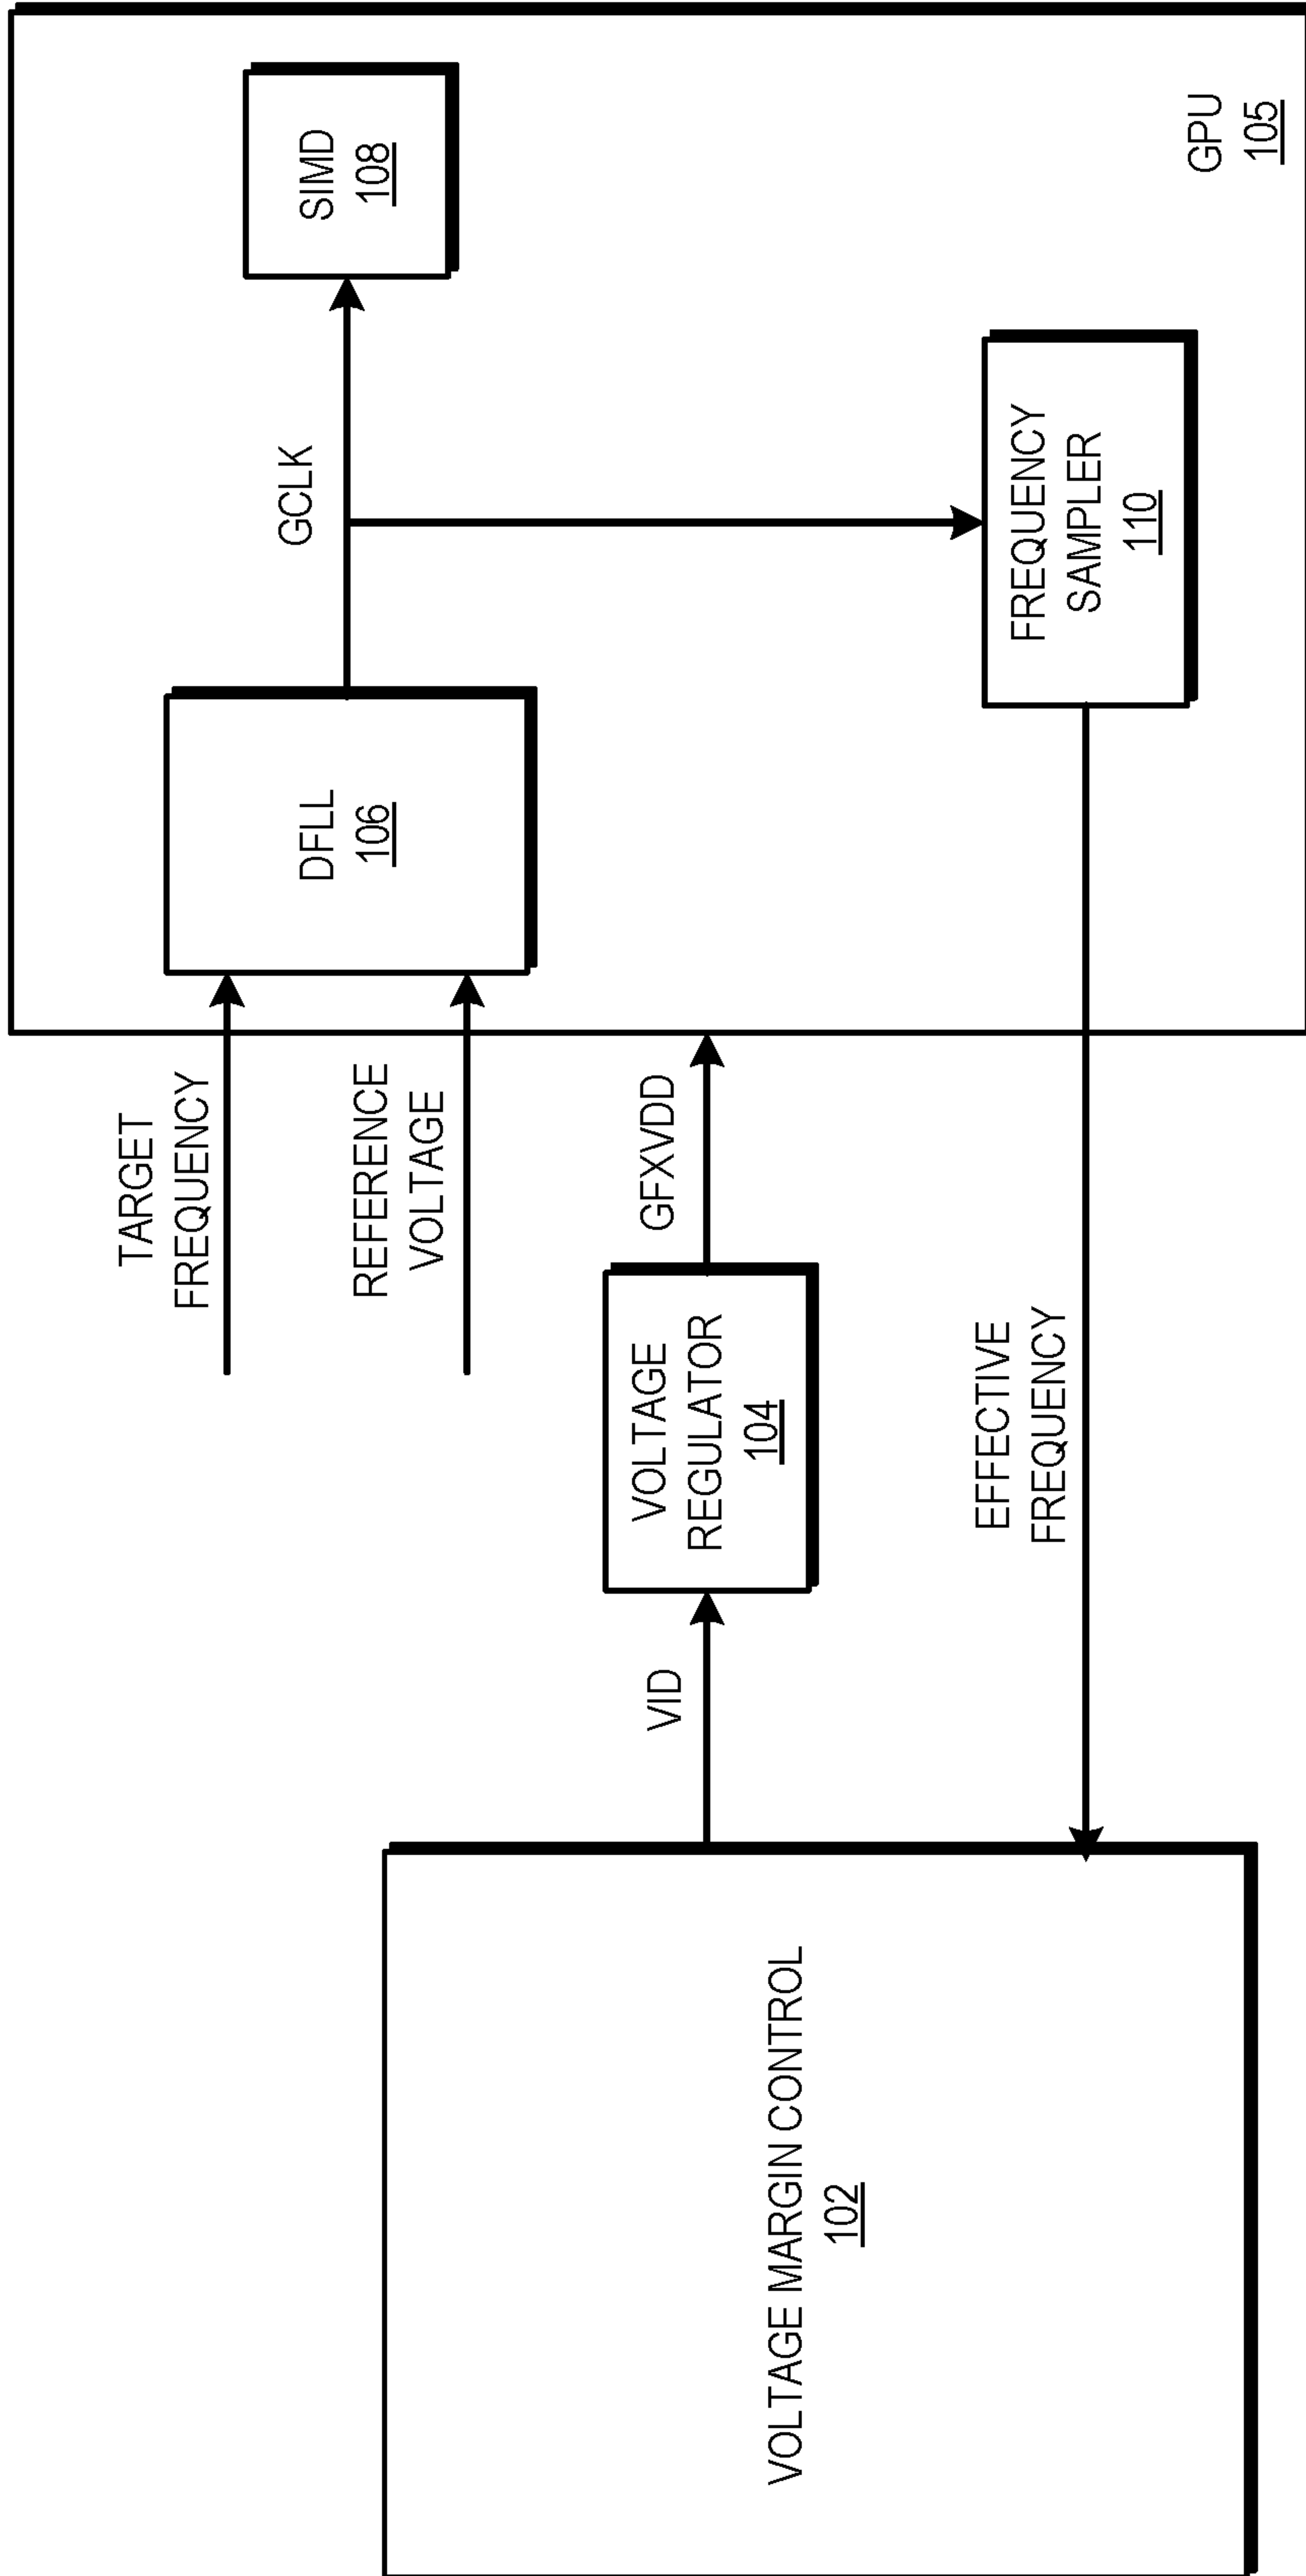 TARGET
FREQUENCY
REFERENCE
VOLTAGE
DFLL
106
GCLK
SIMD
108
VOLTAGE MARGIN CONTROL
102
VID
VOLTAGE
REGULATOR
104
GFXVDD
EFFECTIVE
FREQUENCY
FREQUENCY
SAMPLER
110
GPU
105